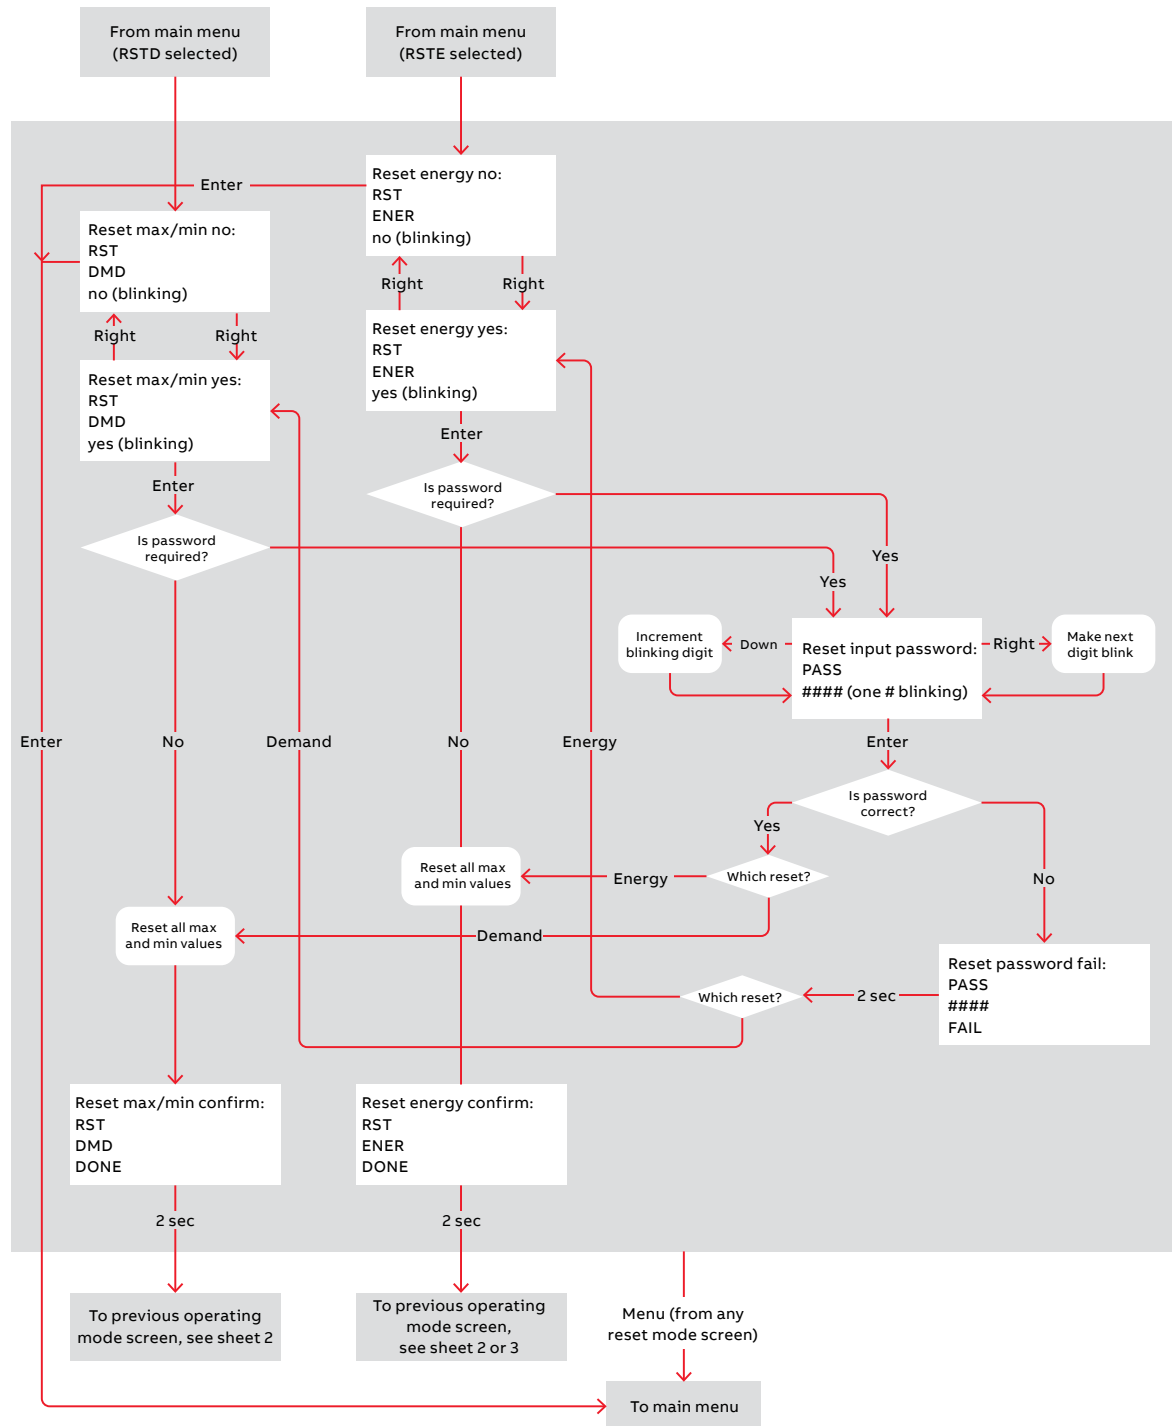 From main menu
(RSTD selected)
From main menu
(RSTE selected)
Enter
Reset energy no:
RST
ENER
no (blinking)
Reset max/min no:
RST
DMD
no (blinking)
Right
Right
Right
Right
Reset energy yes:
RST
ENER
yes (blinking)
Reset max/min yes:
RST
DMD
yes (blinking)
Enter
Enter
Is password
required?
Is password
required?
Yes
Yes
Increment
blinking digit
Down
Reset input password:
PASS
#### (one # blinking)
Right
Make next
digit blink
Enter
No
Demand
No
Energy
Enter
Is password
correct?
Yes
Reset all max
and min values
Energy
Which reset?
No
Reset all max
and min values
Demand
Reset password fail:
PASS
####
FAIL
Which reset?
2 sec
Reset max/min confirm:
RST
DMD
DONE
Reset energy confirm:
RST
ENER
DONE
2 sec
2 sec
To previous operating
mode screen, see sheet 2
To previous operating
mode screen,
see sheet 2 or 3
Menu (from any
reset mode screen)
To main menu